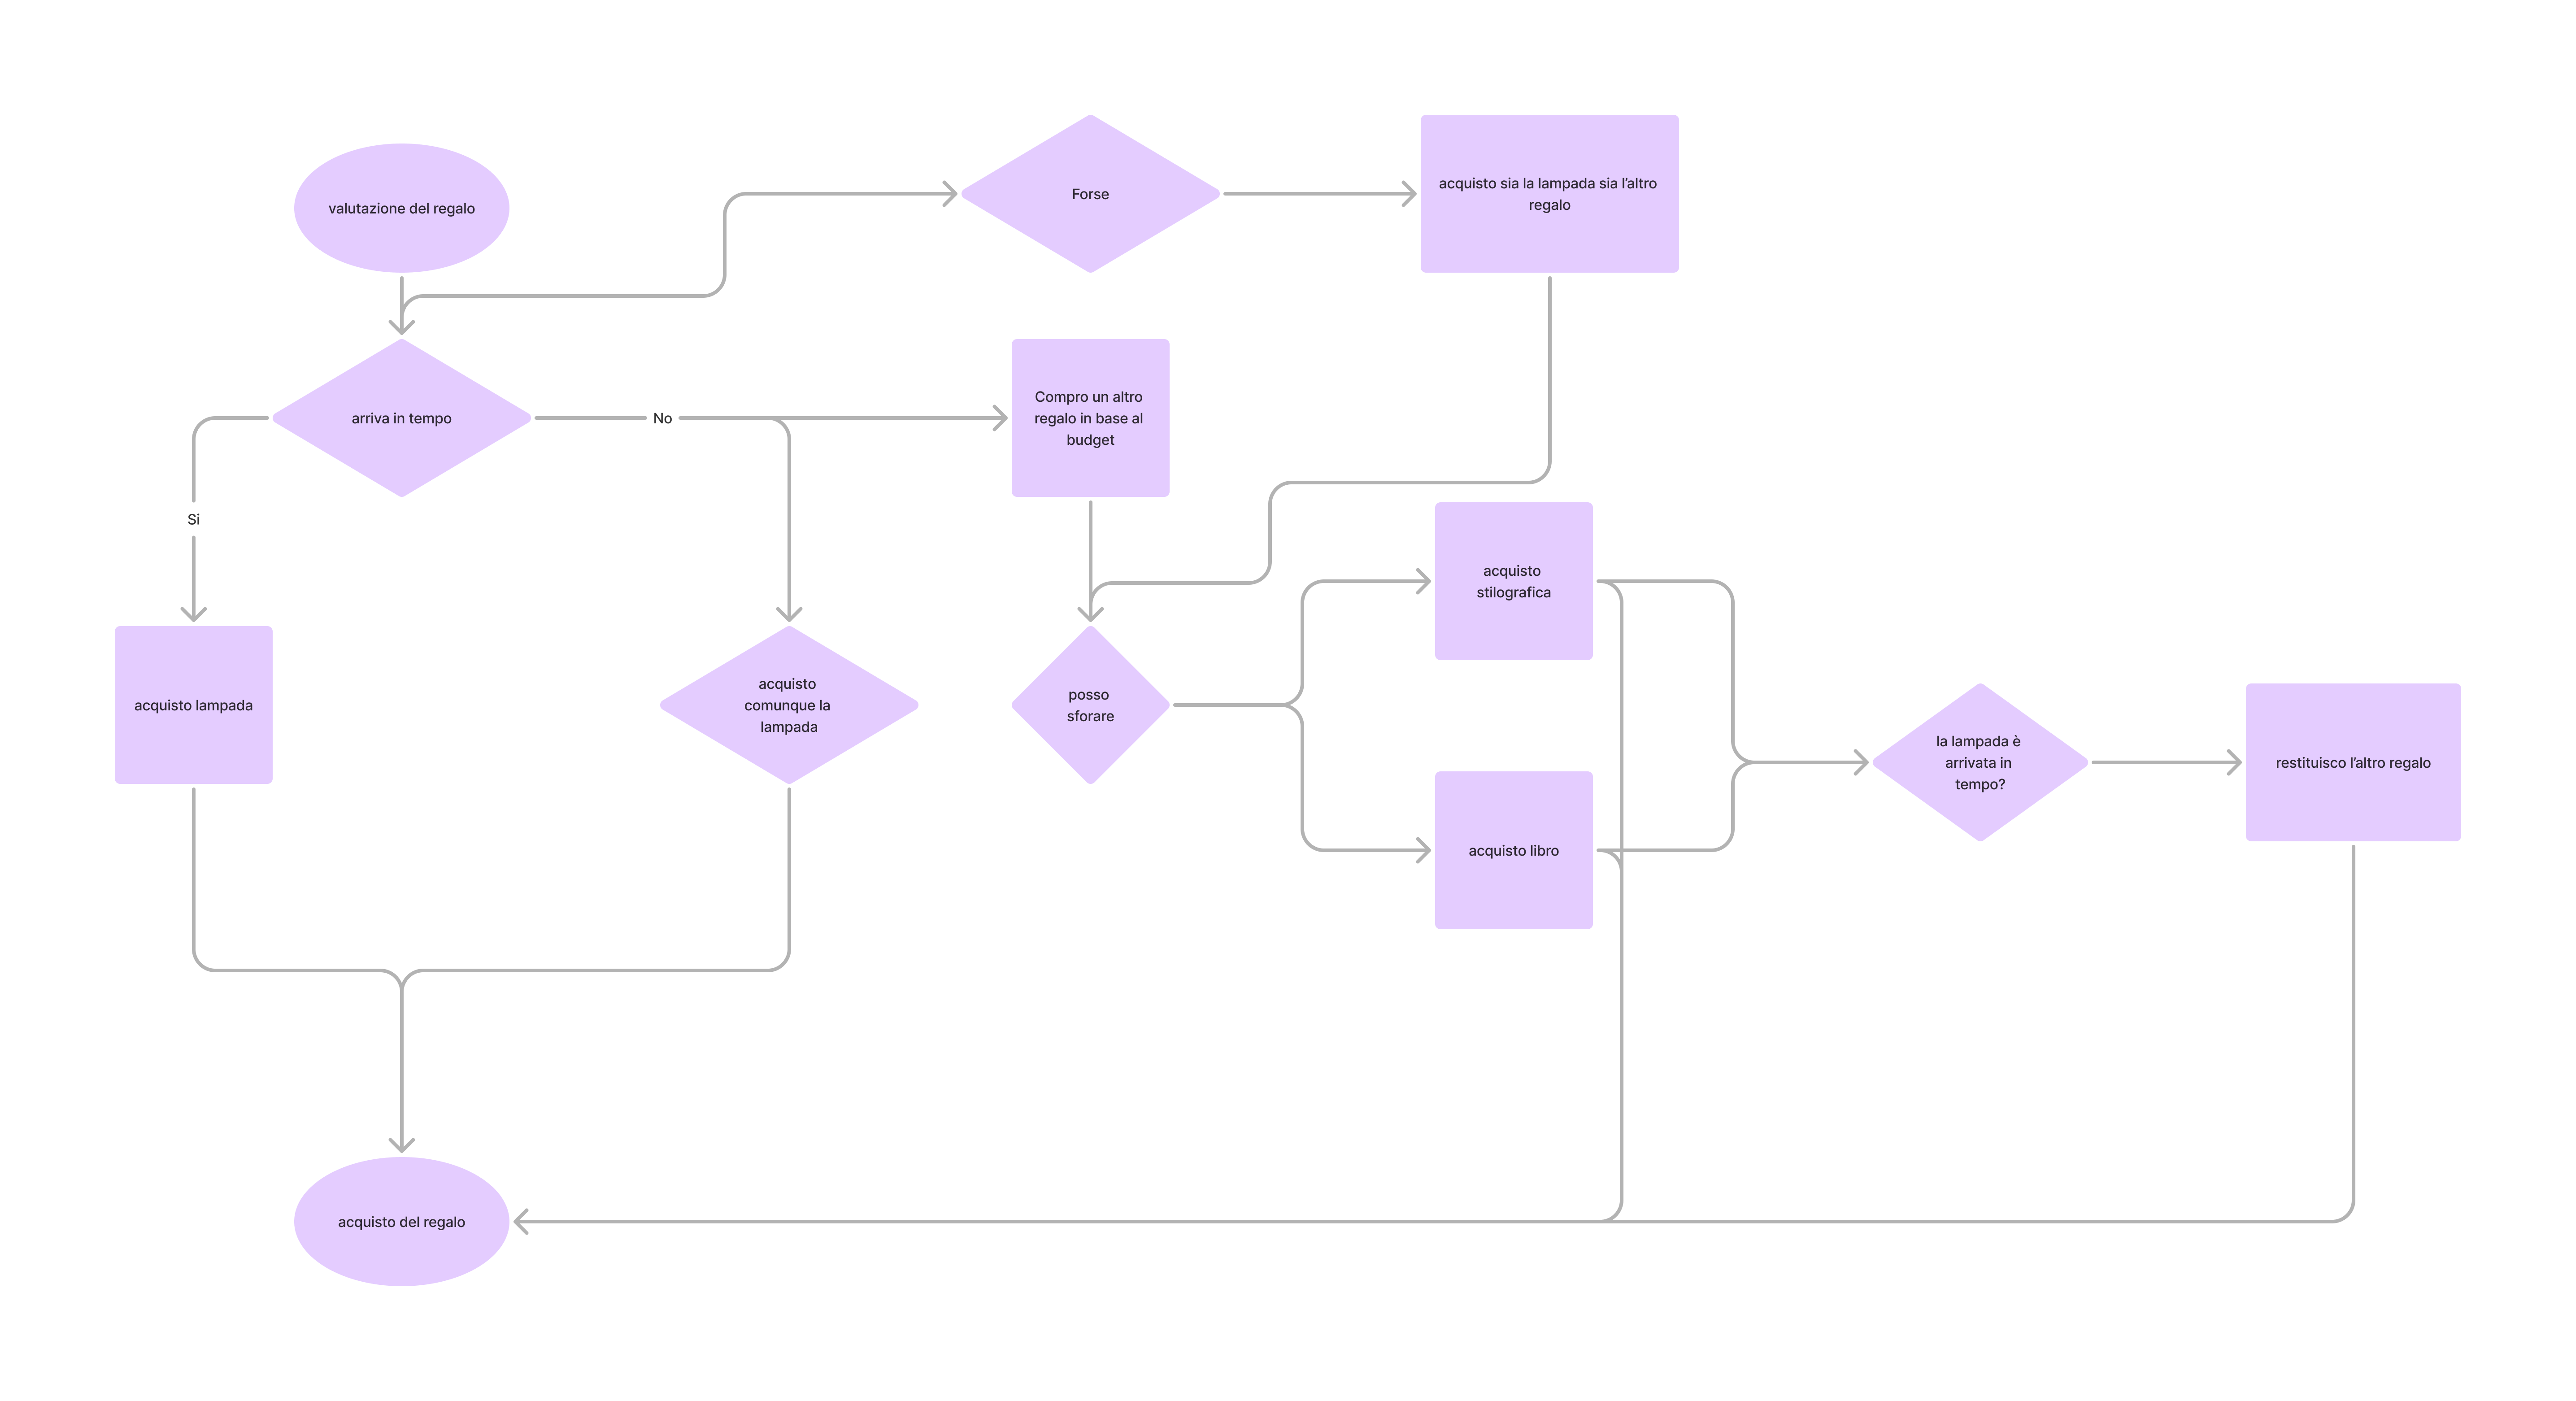 valutazione del regalo
Forse
acquisto sia la lampada sia l’altro
regalo
arriva in tempo
No
Compro un altro
regalo in base al
budget
Si
acquisto
stilografica
acquisto lampada
acquisto
comunque la
lampada
posso
sforare
la lampada è
arrivata in
tempo?
restituisco l’altro regalo
acquisto libro
acquisto del regalo